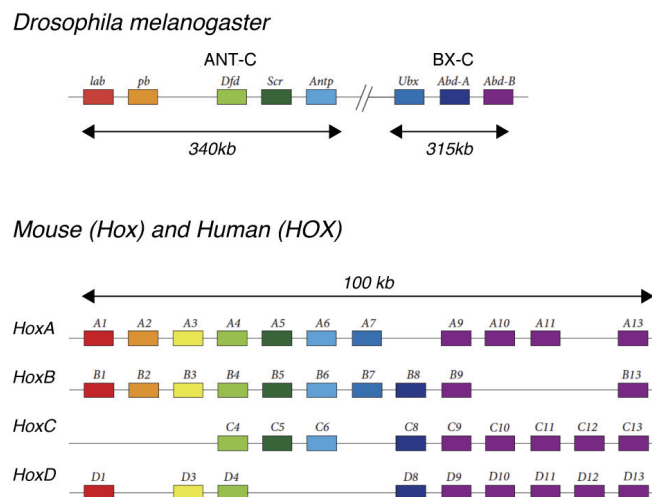 Drosophila melanogaster
ANT-C BX-C
lab pb Dfd Scr Antp Ubx Abd-A Abd-B
340kb 315kb
Mouse (Hox) and Human (HOX)
100 kb
A1 A2 A3 A4 A5 A6 A7 A9 A10 A11 A13
HoxA
B1 B2 B3 B4 B5 B6 B7 B8 B9 B13
HoxB
C4 C5 C6 C8 C9 C10 C11 C12 C13
HoxC
D1 D3 D4 D8 D9 D10 D11 D12 D13
HoxD